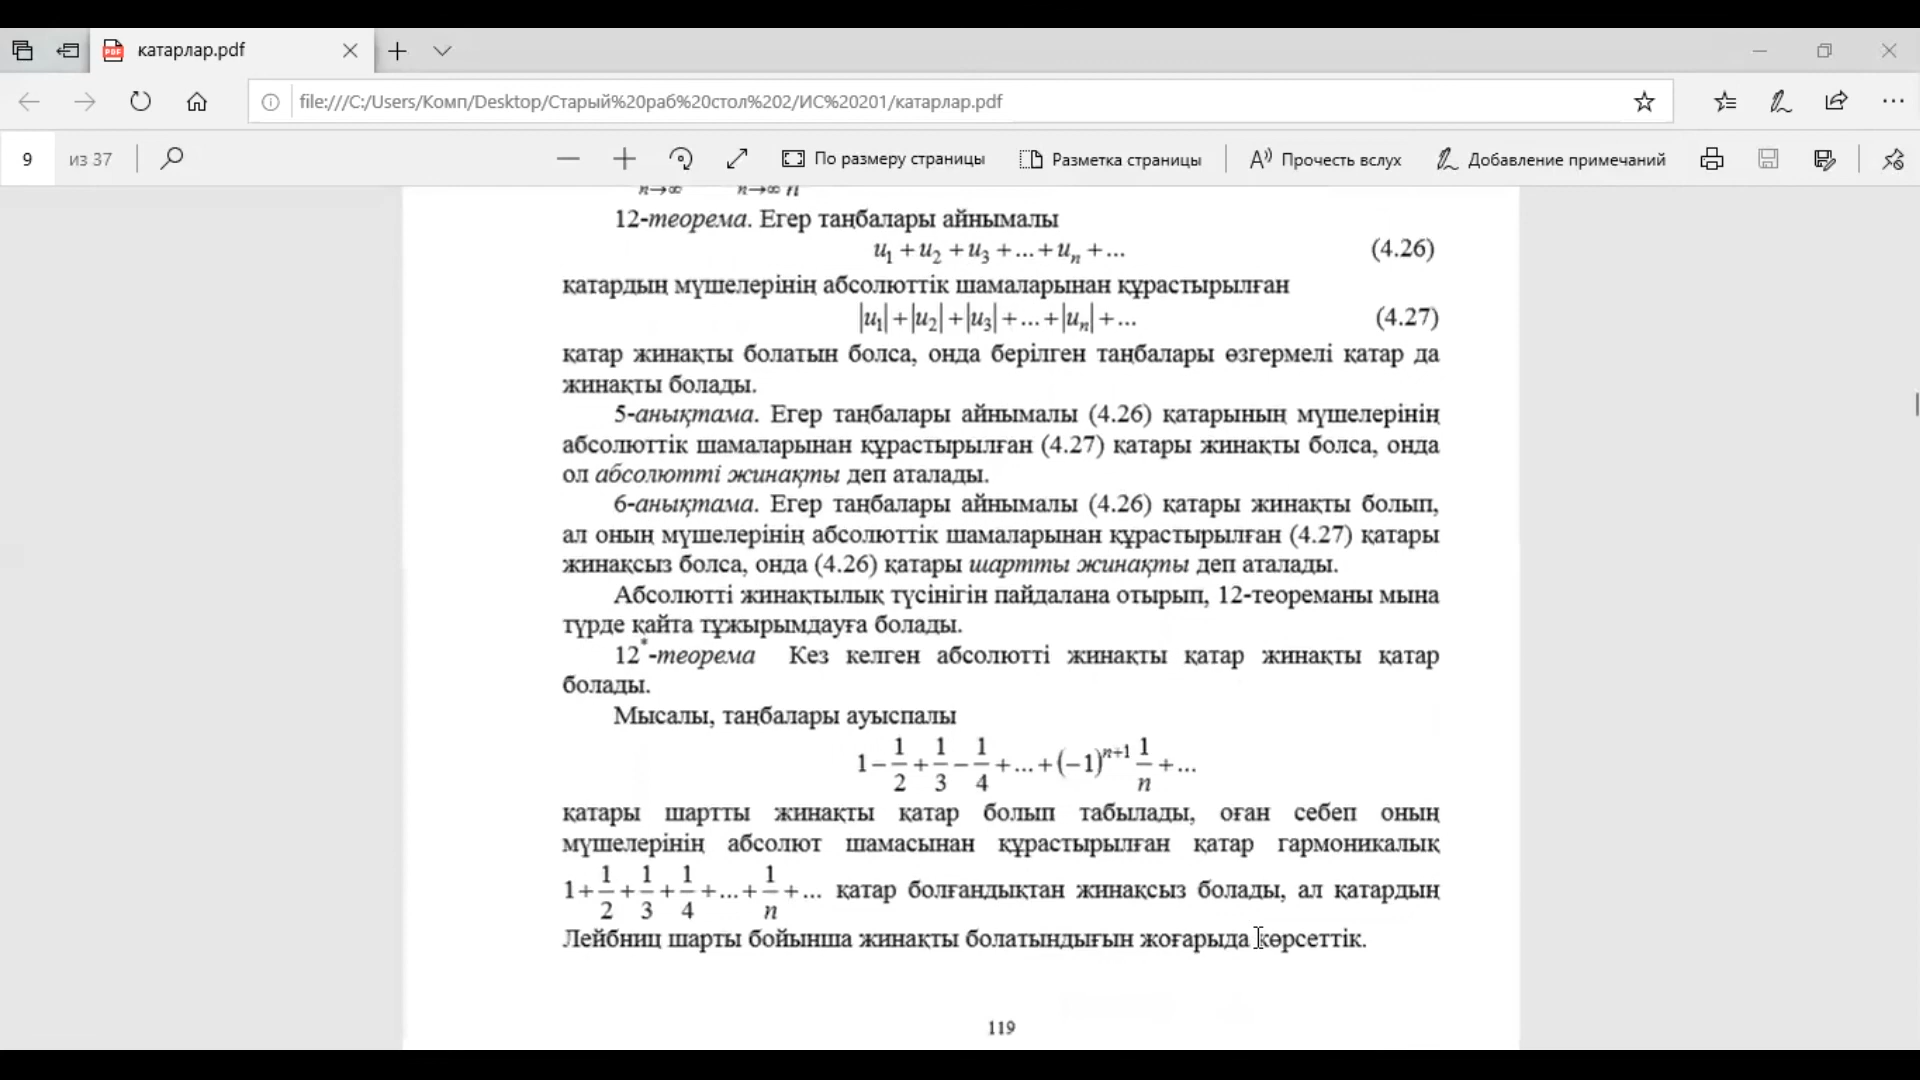 катарлар.pdf
file:///C:/Users/Комп/Desktop/Старый%20раб%20стол%202/ИС%20201/катарлар.pdf
9 из 37 По размеру страницы Разметка страницы Прочесть вслух Добавление примечаний
n→∞ n→∞ n
12-теорема. Егер таңбалары айнымалы
u₁ + u₂ + u₃ + ... + uₙ + ... (4.26)
қатардың мүшелерінің абсолюттік шамаларынан құрастырылған
|u₁| + |u₂| + |u₃| + ... + |uₙ| + ... (4.27)
қатар жинақты болатын болса, онда берілген таңбалары өзгермелі қатар да
жинақты болады.
5-анықтама. Егер таңбалары айнымалы (4.26) қатарының мүшелерінің
абсолюттік шамаларынан құрастырылған (4.27) қатары жинақты болса, онда
ол абсолютті жинақты деп аталады.
6-анықтама. Егер таңбалары айнымалы (4.26) қатары жинақты болып,
ал оның мүшелерінің абсолюттік шамаларынан құрастырылған (4.27) қатары
жинақсыз болса, онда (4.26) қатары шартты жинақты деп аталады.
Абсолютті жинақтылық түсінігін пайдалана отырып, 12-теореманы мына
түрде қайта тұжырымдауға болады.
12*-теорема Кез келген абсолютті жинақты қатар жинақты қатар
болады.
Мысалы, таңбалары ауыспалы
1 − 1/2 + 1/3 − 1/4 + ... + (−1)ⁿ⁺¹ 1/n + ...
қатары шартты жинақты қатар болып табылады, оған себеп оның
мүшелерінің абсолют шамасынан құрастырылған қатар гармоникалық
1 + 1/2 + 1/3 + 1/4 + ... + 1/n + ... қатар болғандықтан жинақсыз болады, ал қатардың
Лейбниц шарты бойынша жинақты болатындығын жоғарыда көрсеттік.
119